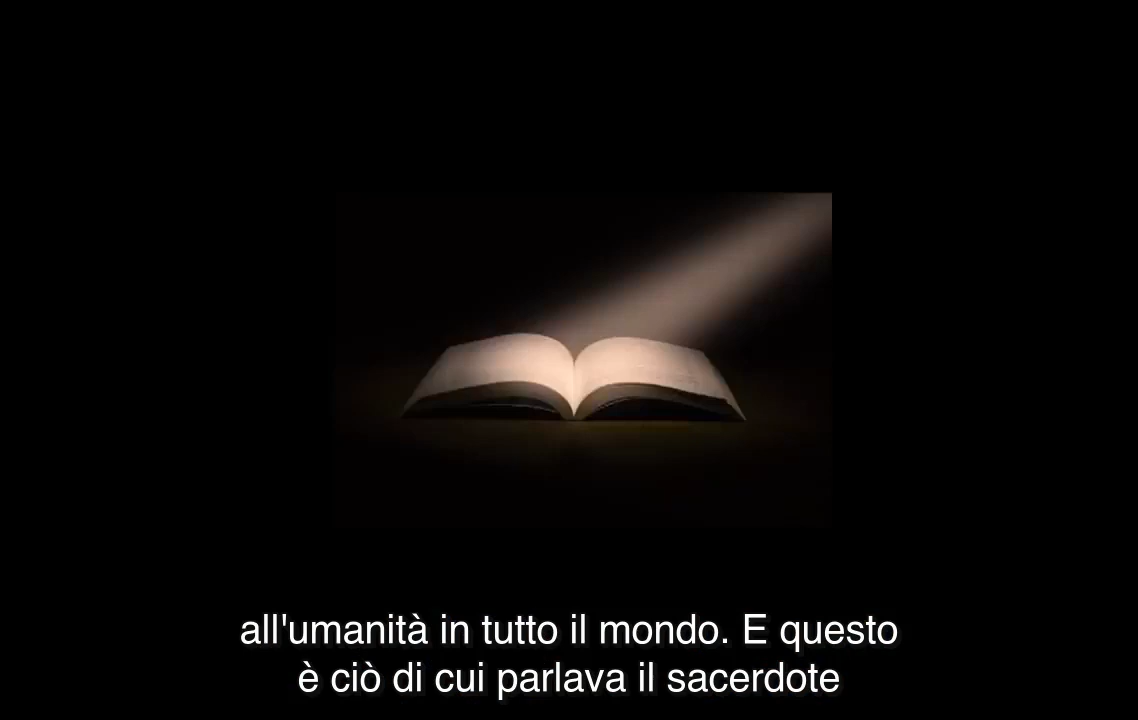 all'umanità in tutto il mondo. E questo
è ciò di cui parlava il sacerdote